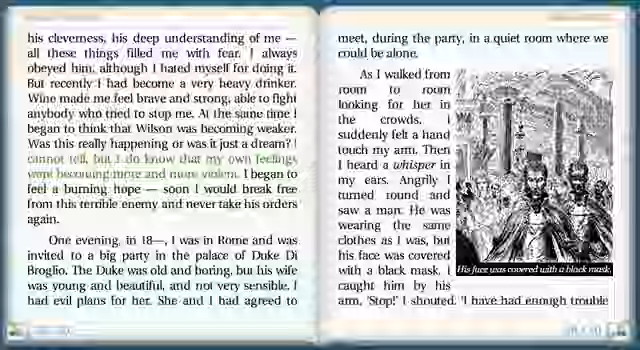 his cleverness, his deep understanding of me —
all these things filled me with fear. I always
obeyed him, although I hated myself for doing it.
But recently I had become a very heavy drinker.
Wine made me feel brave and strong, able to fight
anybody who tried to stop me. At the same time I
began to think that Wilson was becoming weaker.
Was this really happening or was it just a dream? I
cannot tell, but I do know that my own feelings
were becoming more and more violent. I began to
feel a burning hope — soon I would break free
from this terrible enemy and never take his orders
again.
One evening, in 18—, I was in Rome and was
invited to a big party in the palace of Duke Di
Broglio. The Duke was old and boring, but his wife
was young and beautiful, and not very sensible. I
had evil plans for her. She and I had agreed to
meet, during the party, in a quiet room where we
could be alone.
As I walked from
room to room
looking for her in
the crowds, I
suddenly felt a hand
touch my arm. Then
I heard a whisper in
my ears. Angrily I
turned round and
saw a man. He was
wearing the same
clothes as I was, but
his face was covered
with a black mask. I
caught him by his
arm, 'Stop!' I shouted. 'I have had enough trouble
His face was covered with a black mask.